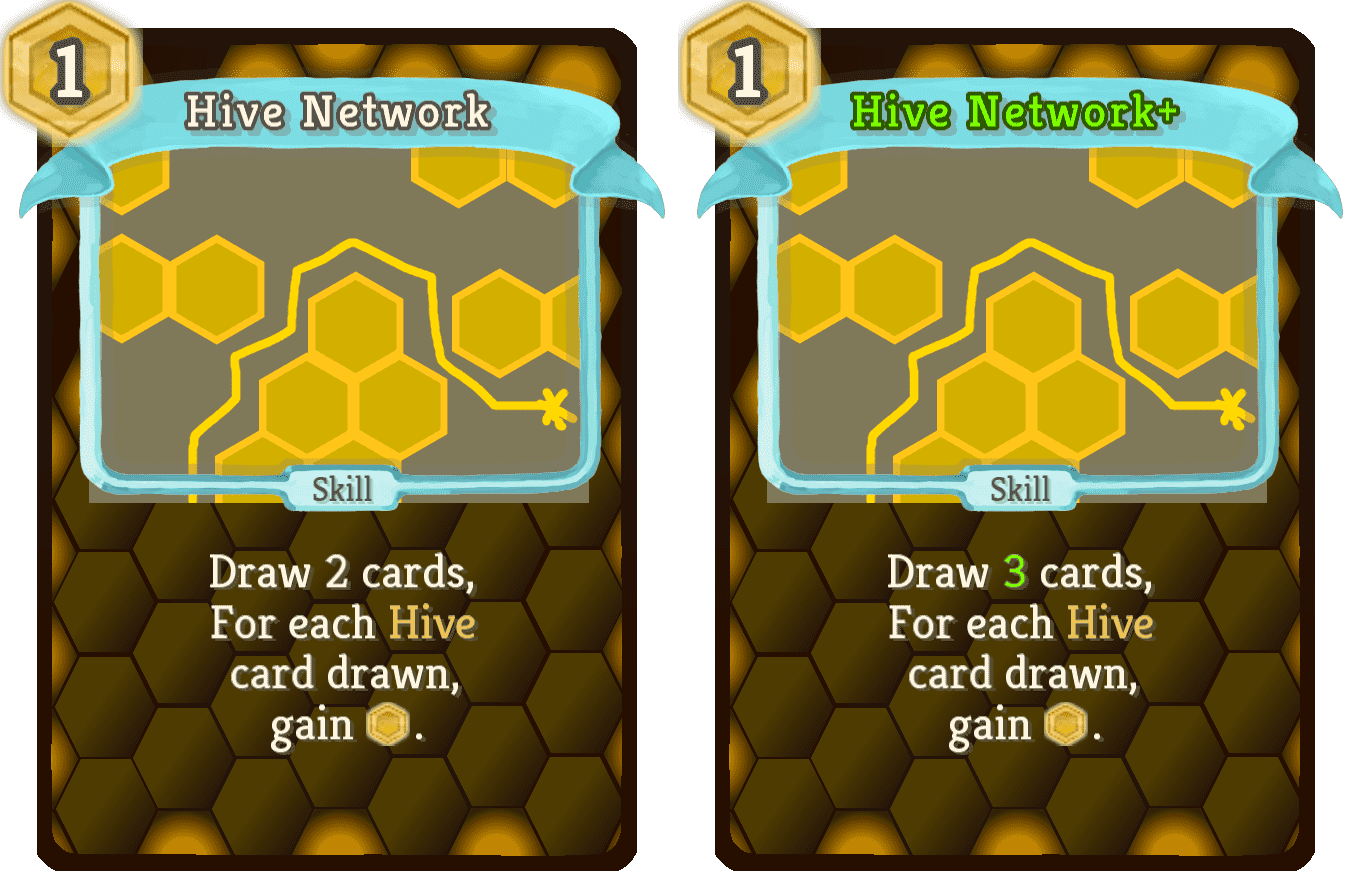 1
Hive Network
Skill
Draw 2 cards,
For each Hive
card drawn,
gain .
1
Hive Network+
Skill
Draw 3 cards,
For each Hive
card drawn,
gain .